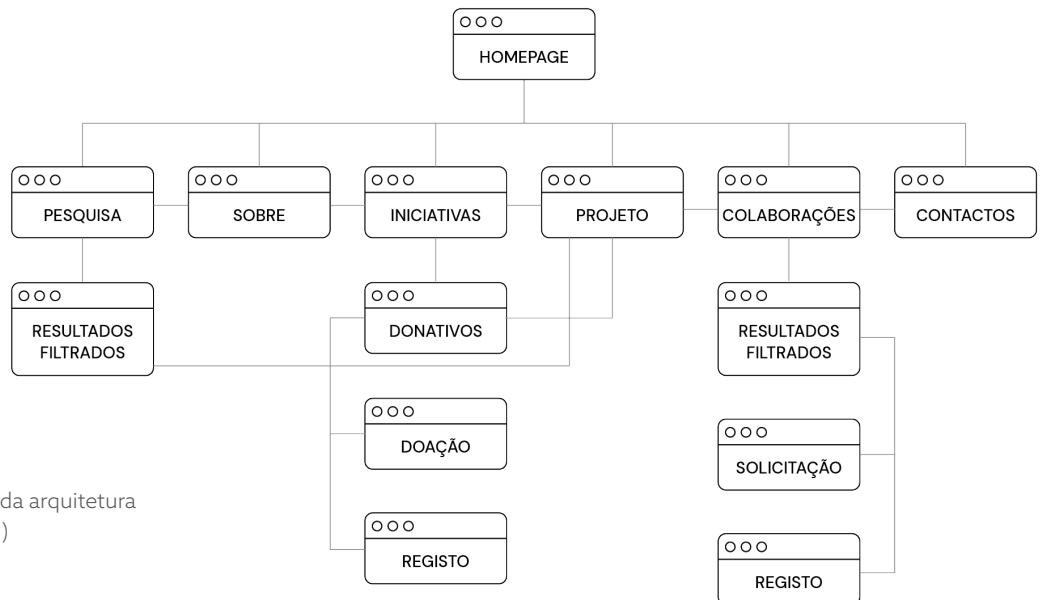 HOMEPAGE
PESQUISA
SOBRE
INICIATIVAS
PROJETO
COLABORAÇÕES
CONTACTOS
RESULTADOS
FILTRADOS
DONATIVOS
RESULTADOS
FILTRADOS
DOAÇÃO
SOLICITAÇÃO
da arquitetura
)
REGISTO
REGISTO